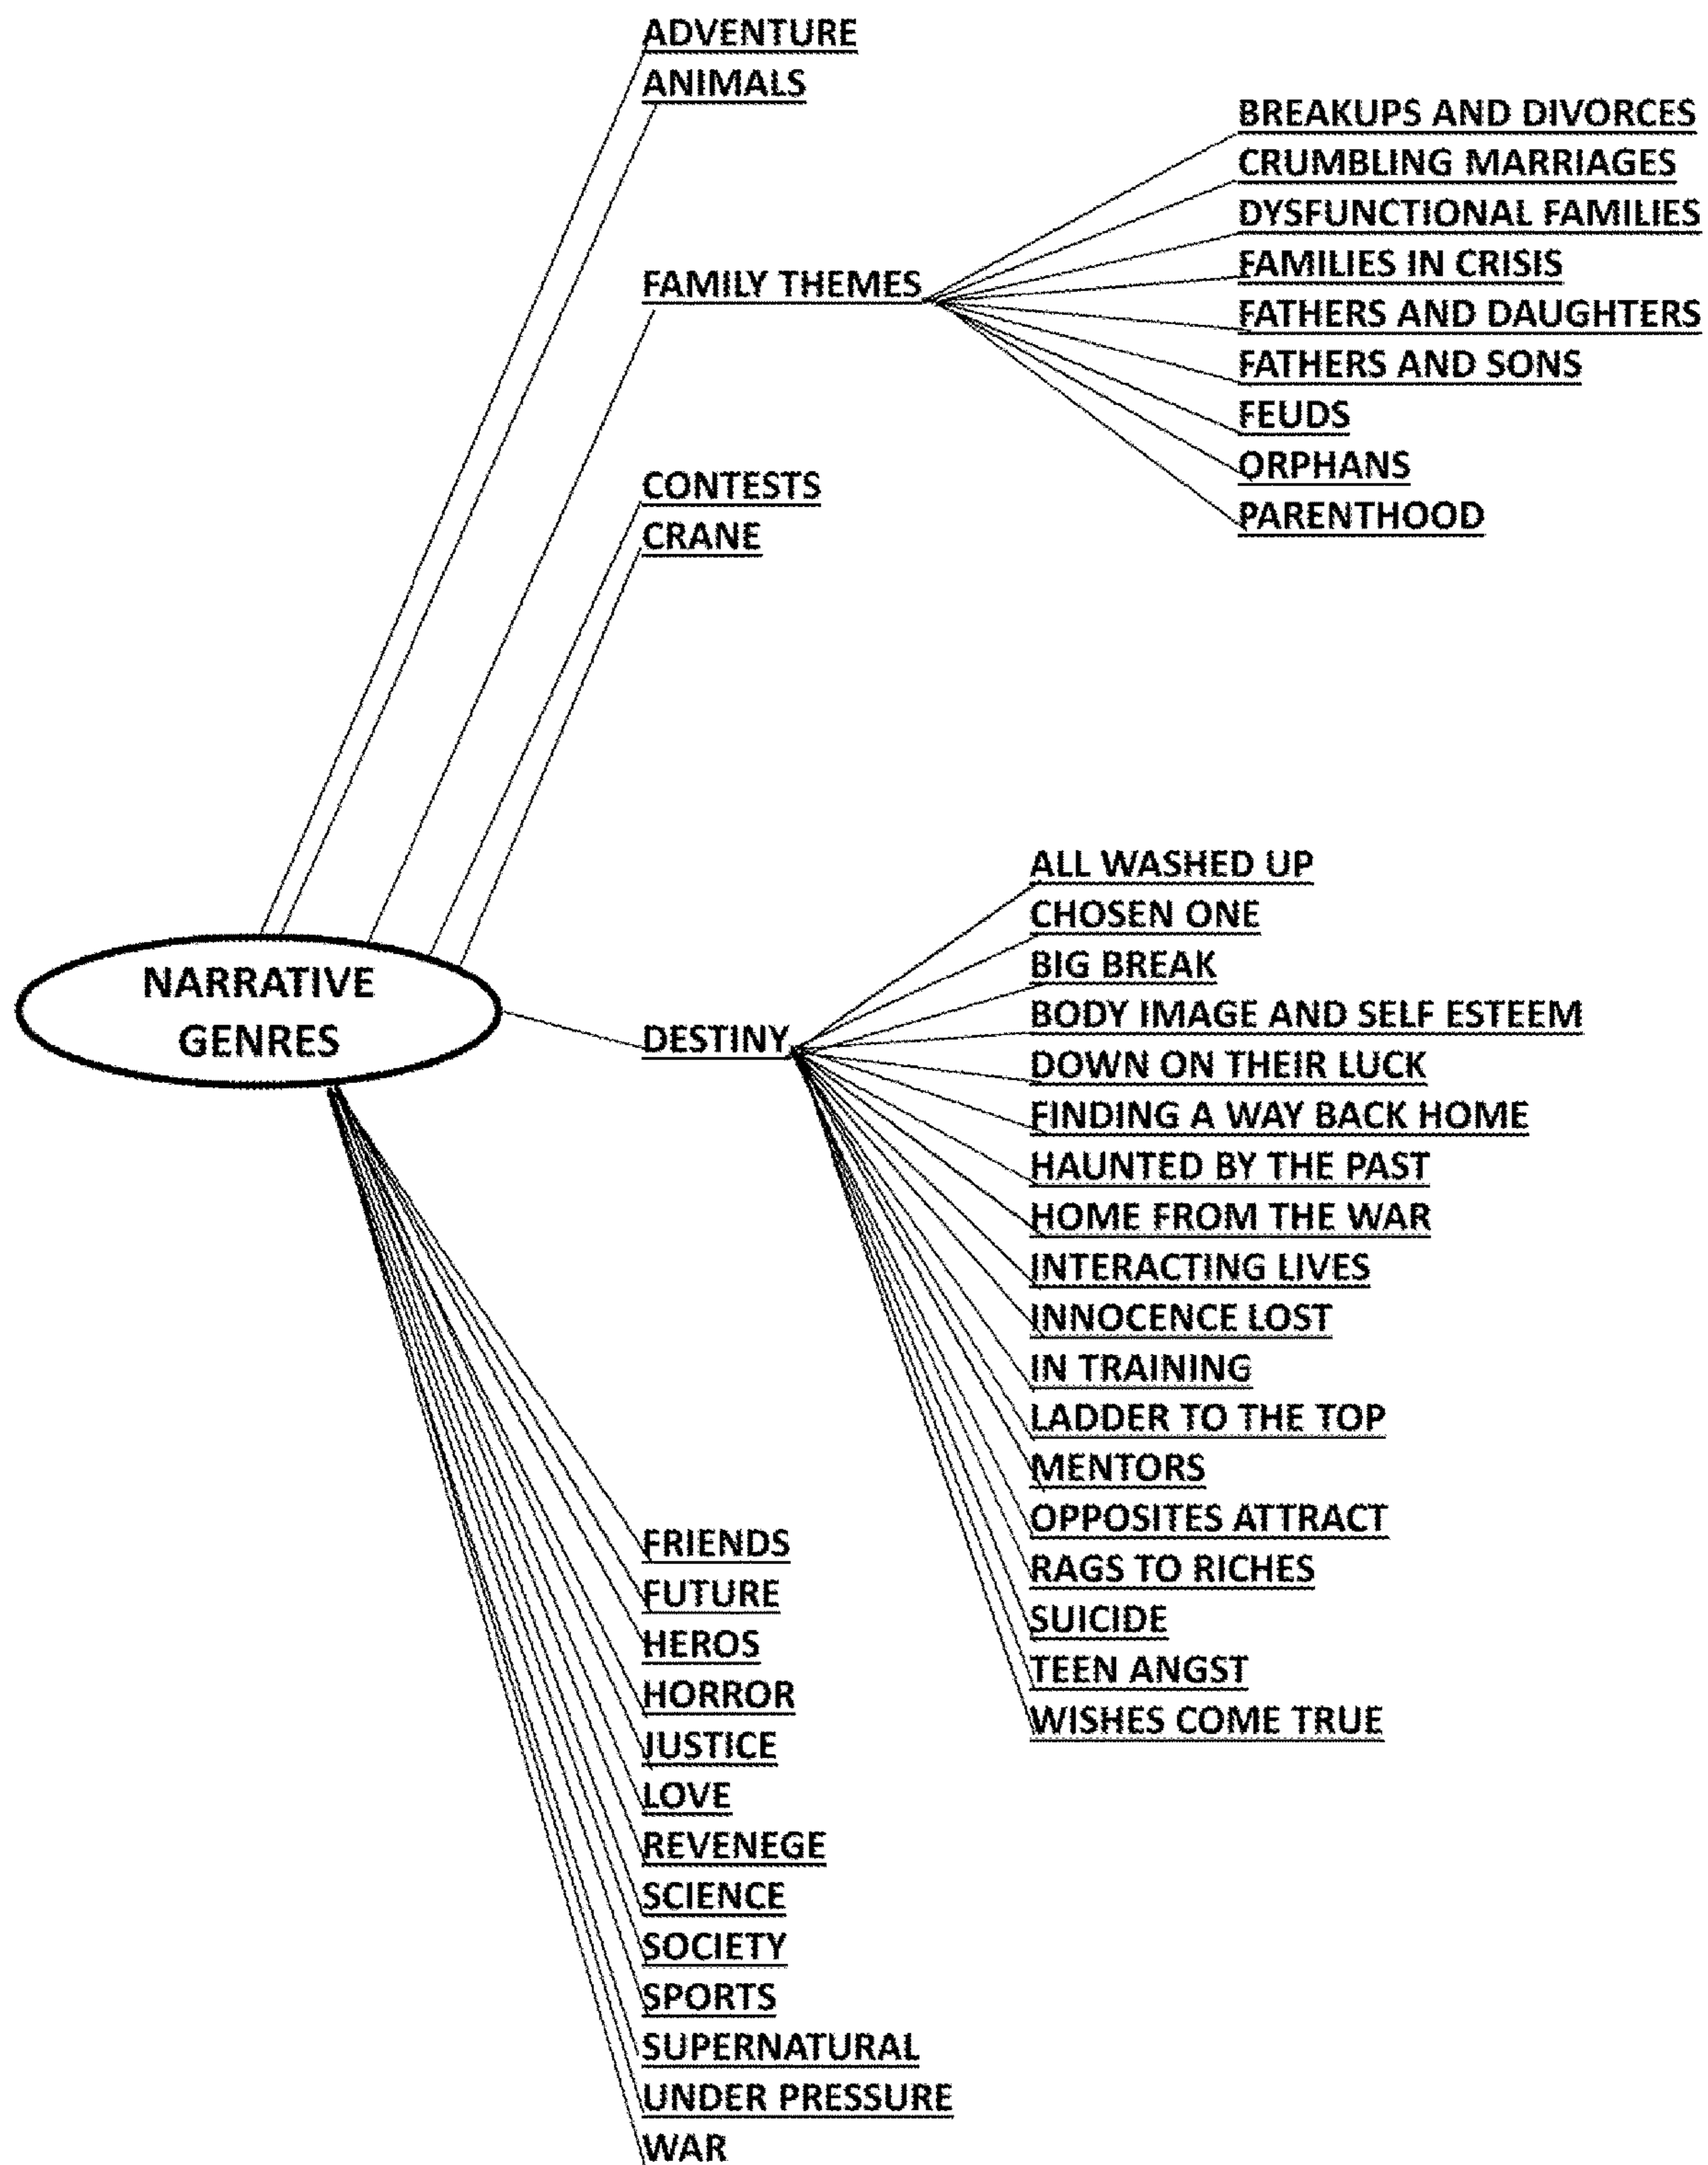 ADVENTURE
ANIMALS
FAMILY THEMES
BREAKUPS AND DIVORCES
CRUMBLING MARRIAGES
DYSFUNCTIONAL FAMILIES
FAMILIES IN CRISIS
FATHERS AND DAUGHTERS
FATHERS AND SONS
FEUDS
ORPHANS
PARENTHOOD
CONTESTS
CRANE
NARRATIVE
GENRES
DESTINY
ALL WASHED UP
CHOSEN ONE
BIG BREAK
BODY IMAGE AND SELF ESTEEM
DOWN ON THEIR LUCK
FINDING A WAY BACK HOME
HAUNTED BY THE PAST
HOME FROM THE WAR
INTERACTING LIVES
INNOCENCE LOST
IN TRAINING
LADDER TO THE TOP
MENTORS
OPPOSITES ATTRACT
RAGS TO RICHES
SUICIDE
TEEN ANGST
WISHES COME TRUE
FRIENDS
FUTURE
HEROS
HORROR
JUSTICE
LOVE
REVENEGE
SCIENCE
SOCIETY
SPORTS
SUPERNATURAL
UNDER PRESSURE
WAR